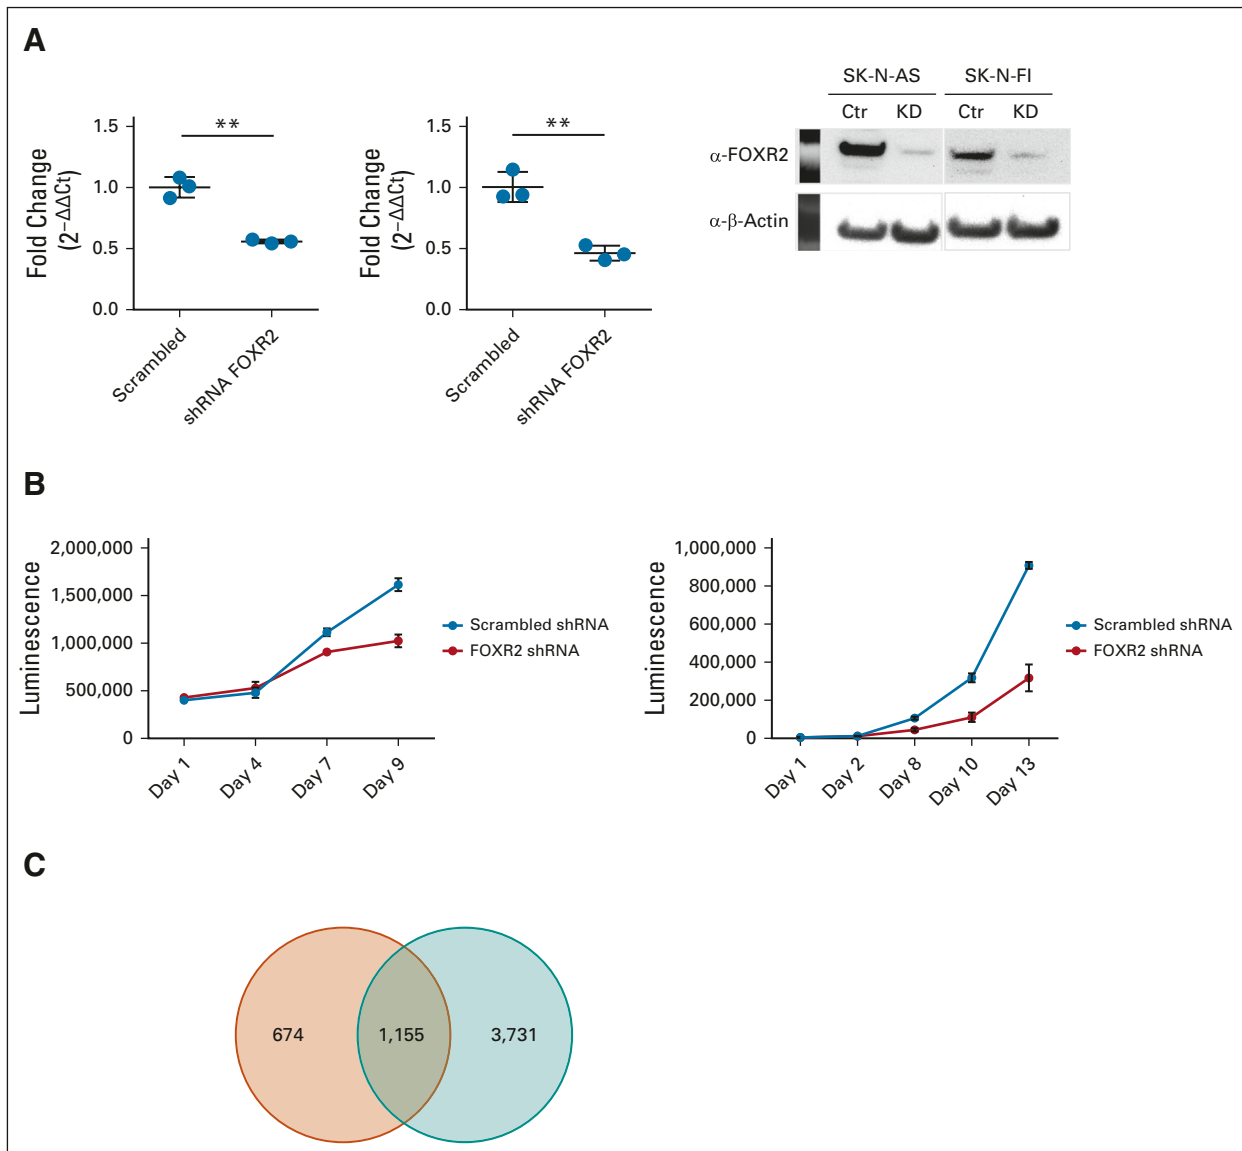 A
Fold Change
(2–ΔΔCt)
1.5
1.0
0.5
0.0
**
Scrambled
shRNA FOXR2
Fold Change
(2–ΔΔCt)
1.5
1.0
0.5
0.0
**
Scrambled
shRNA FOXR2
SK-N-AS SK-N-FI
Ctr KD Ctr KD
α-FOXR2
α-β-Actin
B
Luminescence
2,000,000
1,500,000
1,000,000
500,000
0
Day 1 Day 4 Day 7 Day 9
Scrambled shRNA
FOXR2 shRNA
Luminescence
1,000,000
800,000
600,000
400,000
200,000
0
Day 1 Day 2 Day 8 Day 10 Day 13
Scrambled shRNA
FOXR2 shRNA
C
674 1,155 3,731